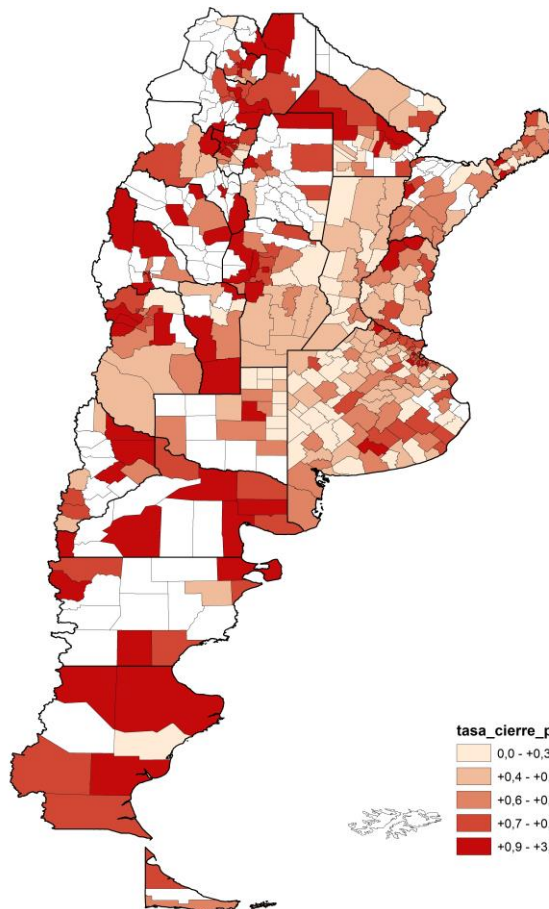 tasa_cierre_p
0,0 - +0,3
+0,4 - +0,
+0,6 - +0,
+0,7 - +0,
+0,9 - +3,